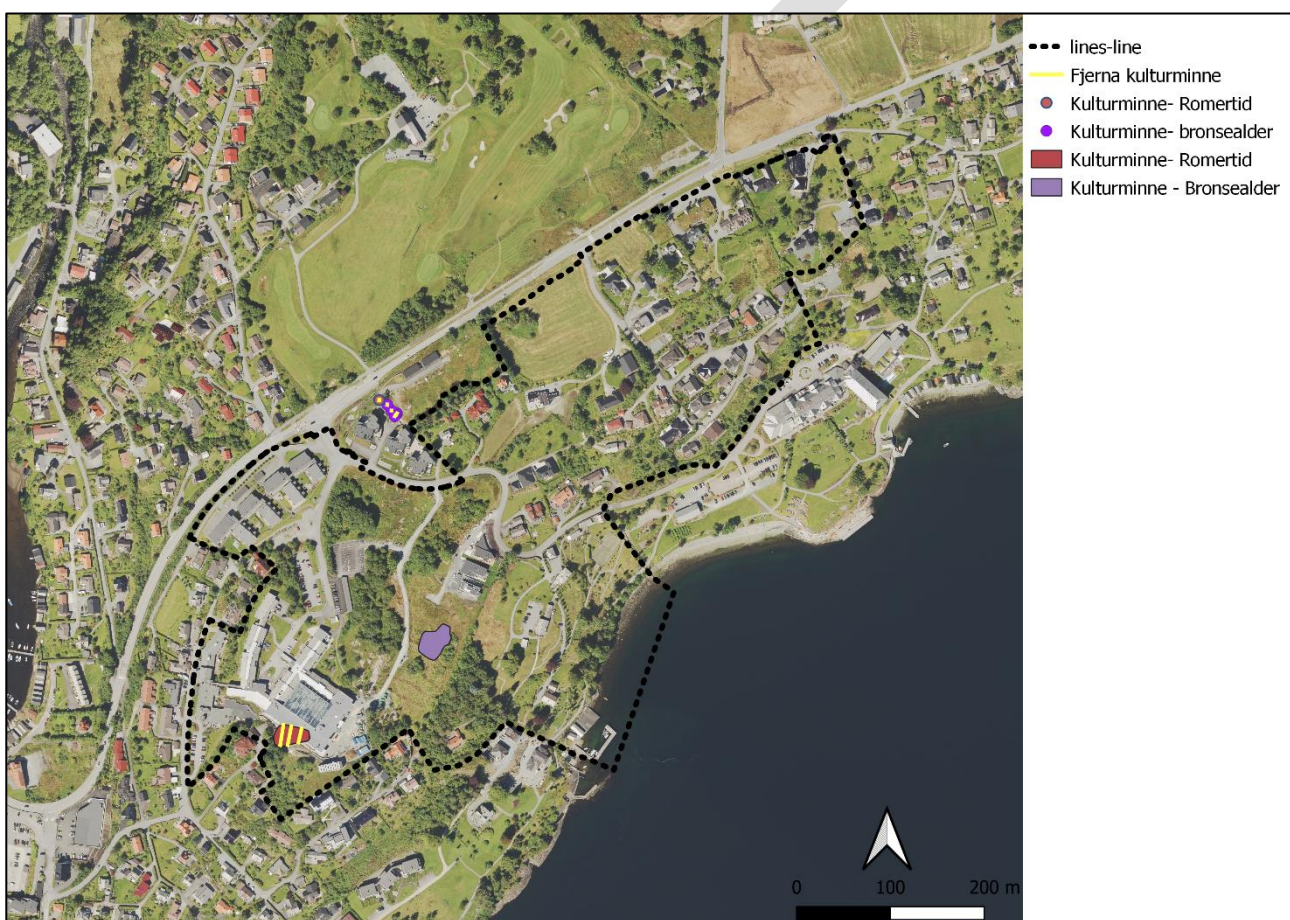 lines-line
Fjerna kulturminne
Kulturminne- Romertid
Kulturminne- bronsealder
Kulturminne- Romertid
Kulturminne - Bronsealder
0 100 200 m